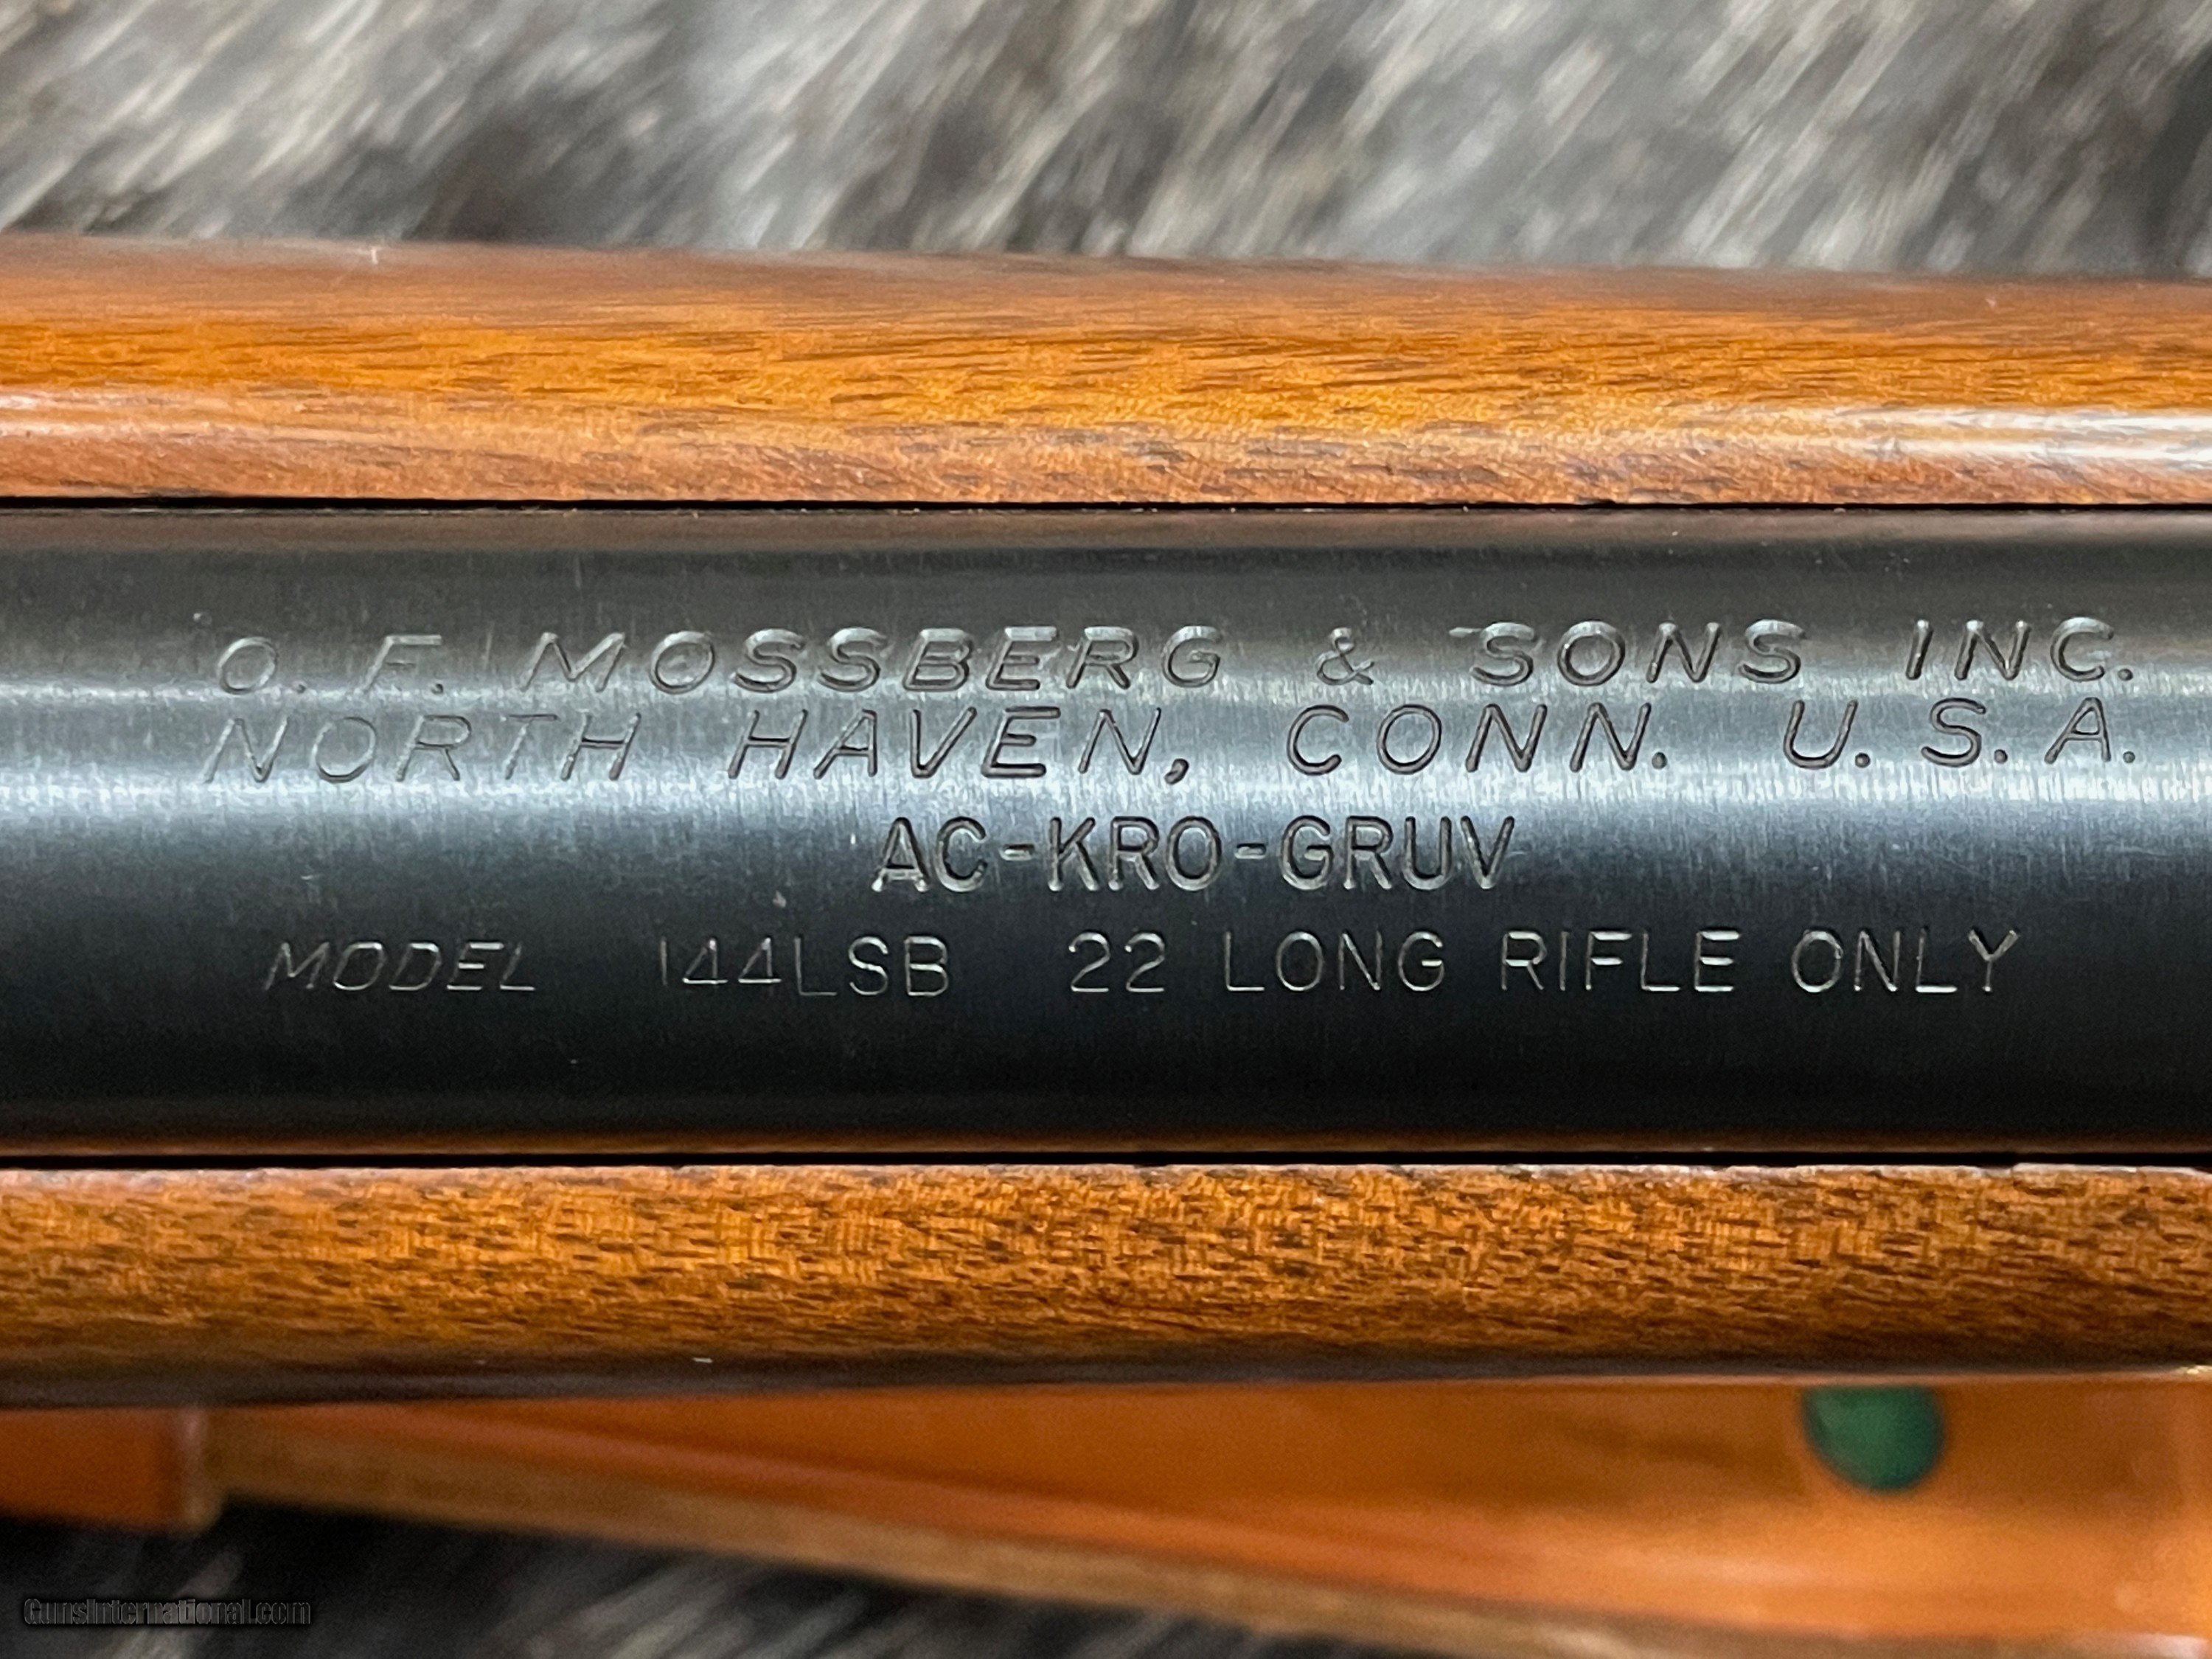 O. F. MOSSBERG & SONS INC.
NORTH HAVEN, CONN. U.S.A.
AC-KRO-GRUV
MODEL 144LSB 22 LONG RIFLE ONLY
GunsInternational.com